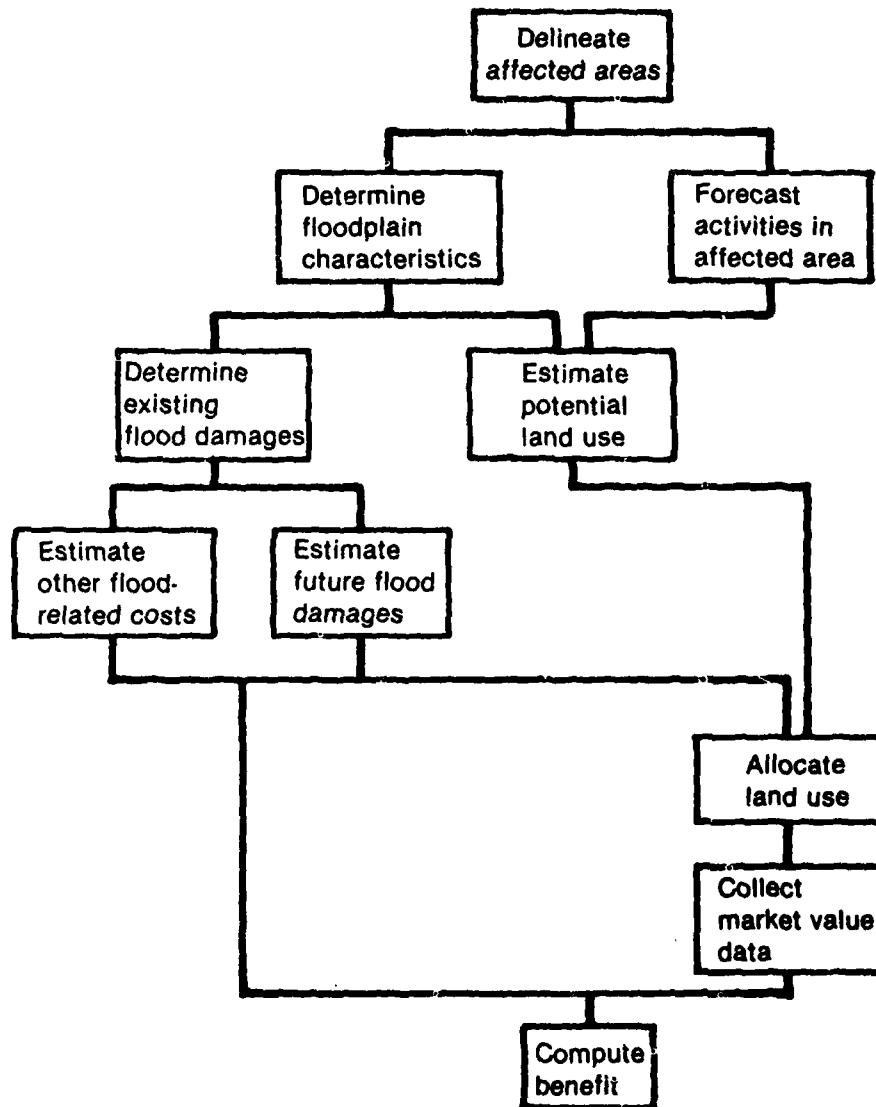 Delineate
affected areas
Determine
floodplain
characteristics
Forecast
activities in
affected area
Determine
existing
flood damages
Estimate
potential
land use
Estimate
other flood-
related costs
Estimate
future flood
damages
Allocate
land use
Collect
market value
data
Compute
benefit